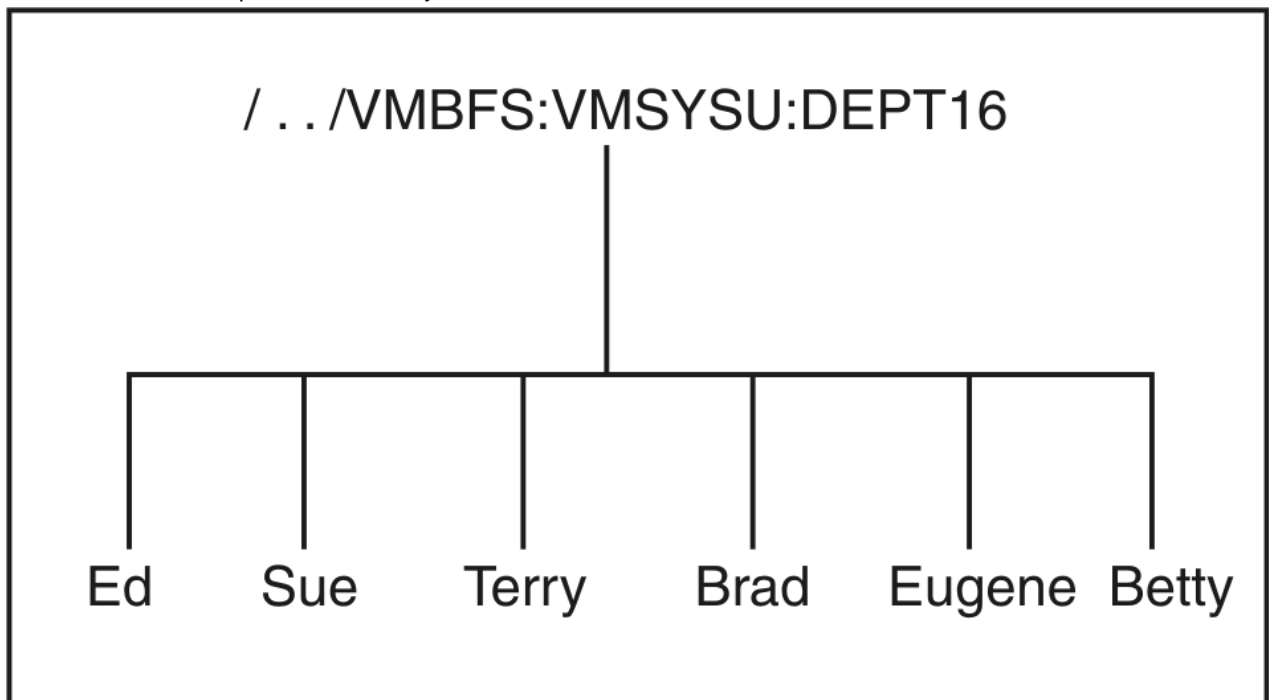 / . . /VMBFS:VMSYSU:DEPT16
Ed Sue Terry Brad Eugene Betty